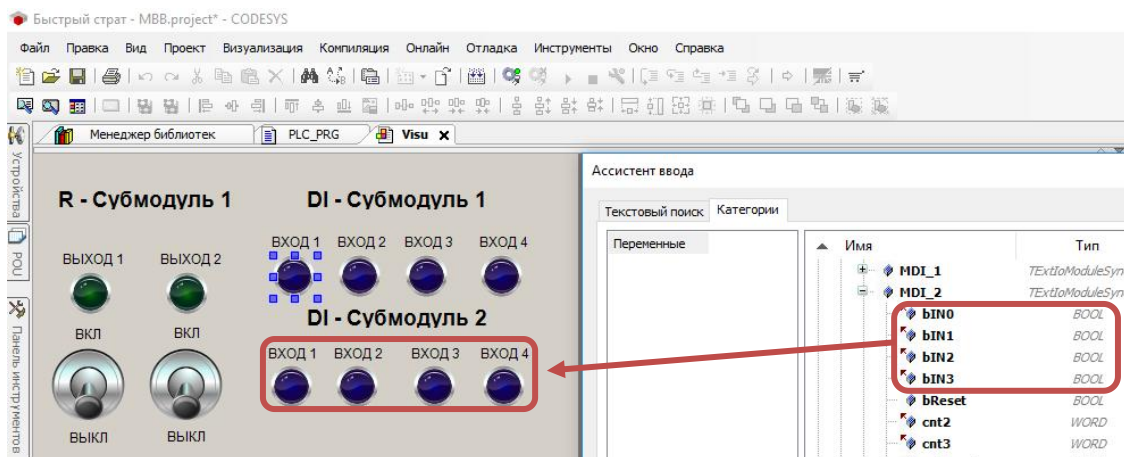 Быстрый страт - MBB.project* - CODESYS
Файл Правка Вид Проект Визуализация Компиляция Онлайн Отладка Инструменты Окно Справка
Менеджер библиотек PLC_PRG Visu
Устройства
POU
Панель инструментов
R - Субмодуль 1
ВЫХОД 1 ВЫХОД 2
ВКЛ ВКЛ
ВЫКЛ ВЫКЛ
DI - Субмодуль 1
ВХОД 1 ВХОД 2 ВХОД 3 ВХОД 4
DI - Субмодуль 2
ВХОД 1 ВХОД 2 ВХОД 3 ВХОД 4
Ассистент ввода
Текстовый поиск Категории
Переменные
Имя Тип
MDI_1 TExtIoModuleSyn
MDI_2 TExtIoModuleSyn
bIN0 BOOL
bIN1 BOOL
bIN2 BOOL
bIN3 BOOL
bReset BOOL
cnt2 WORD
cnt3 WORD